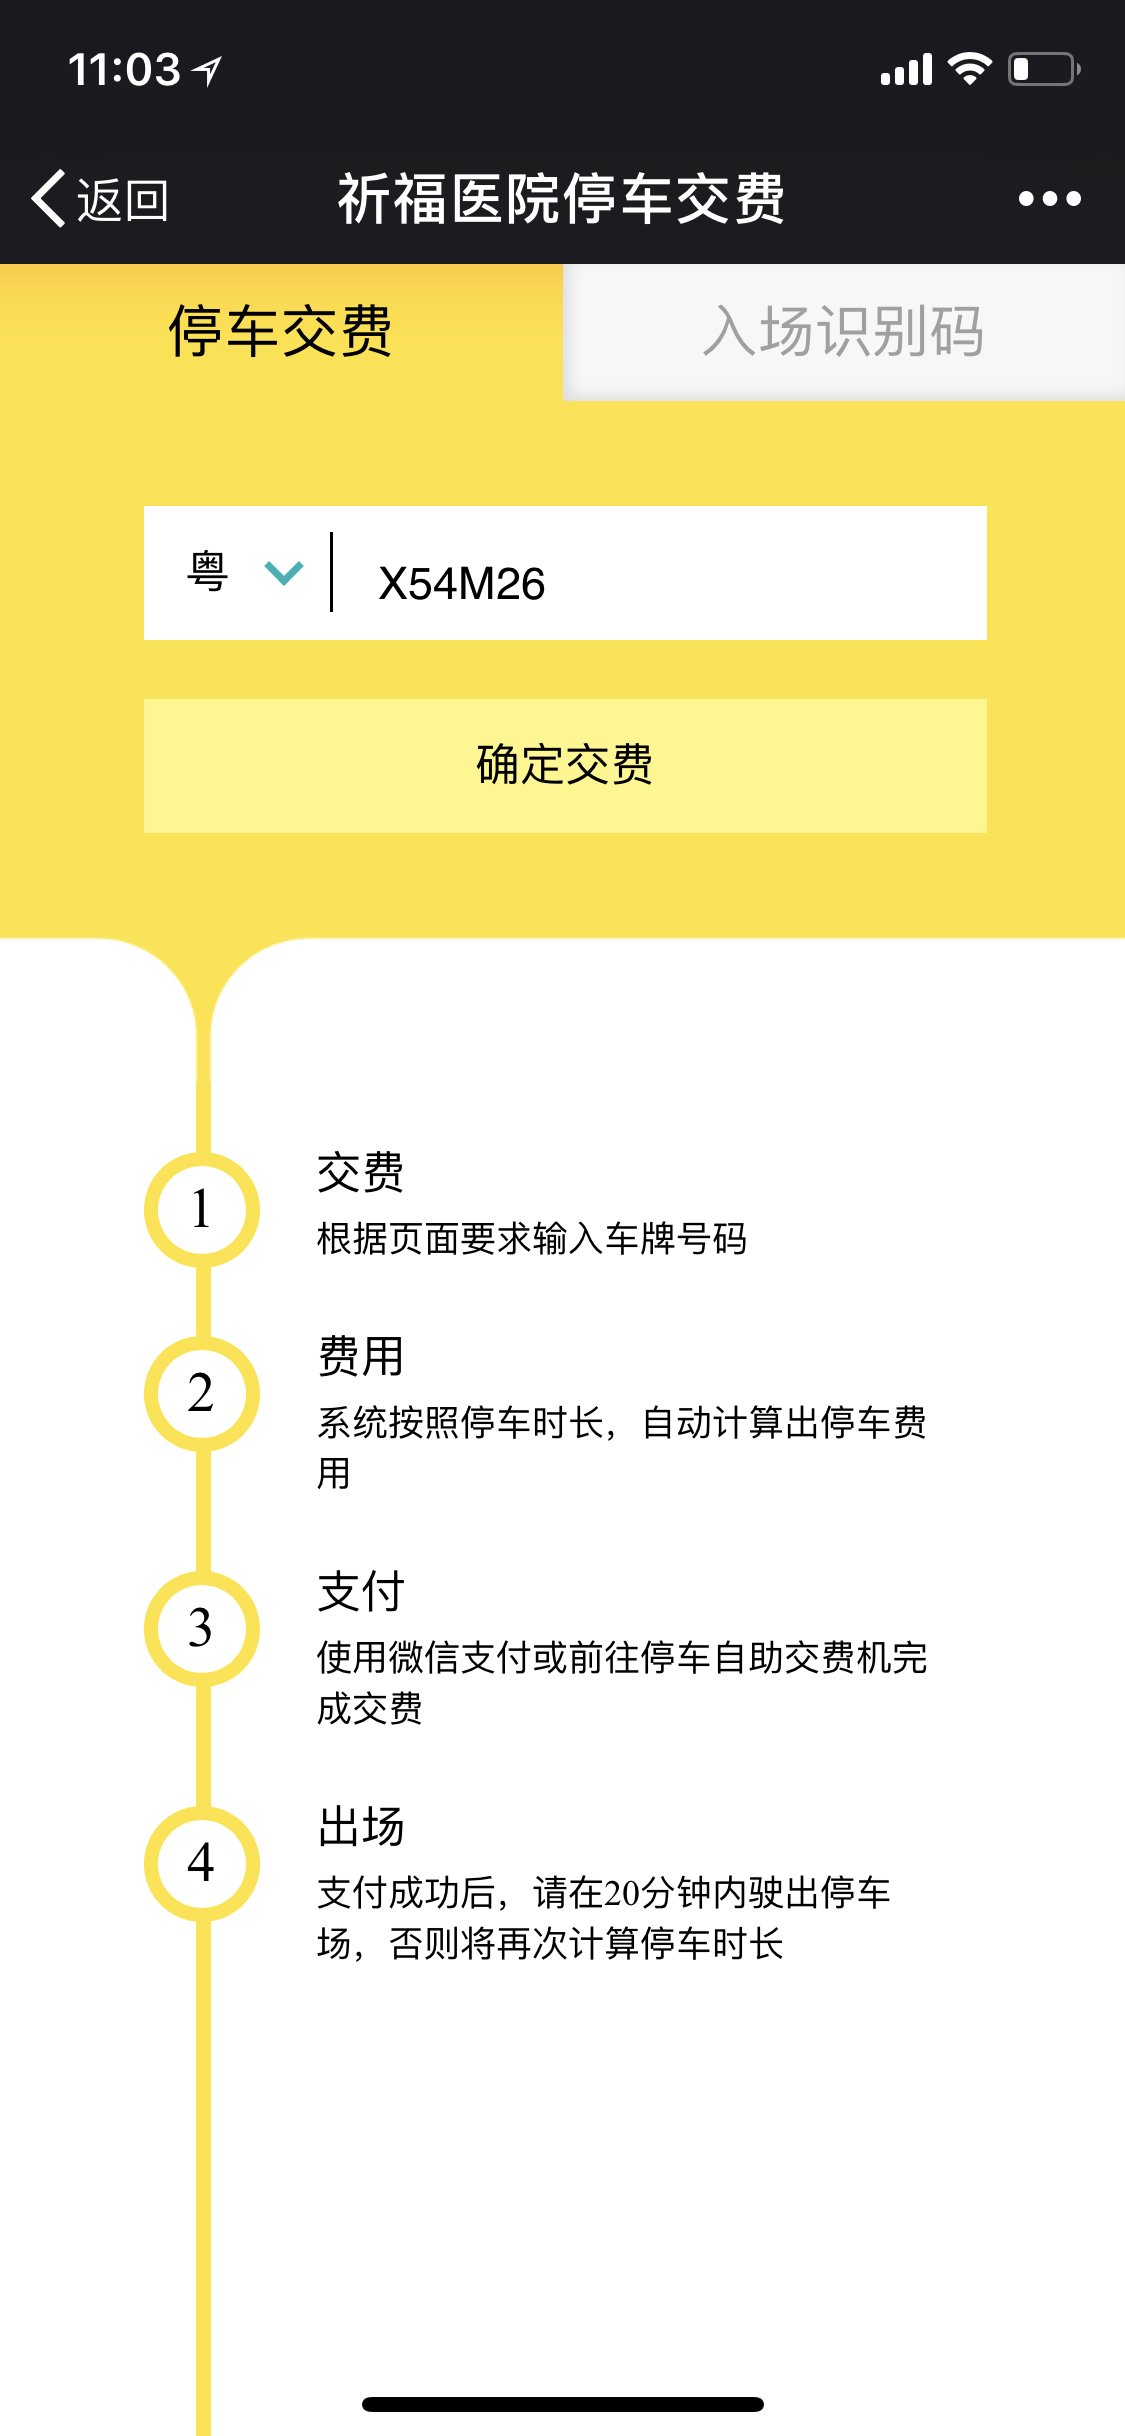 11:03
返回
祈福医院停车交费
停车交费
入场识别码
粤
X54M26
确定交费
1
交费
根据页面要求输入车牌号码
2
费用
系统按照停车时长，自动计算出停车费
用
3
支付
使用微信支付或前往停车自助交费机完
成交费
4
出场
支付成功后，请在20分钟内驶出停车
场，否则将再次计算停车时长